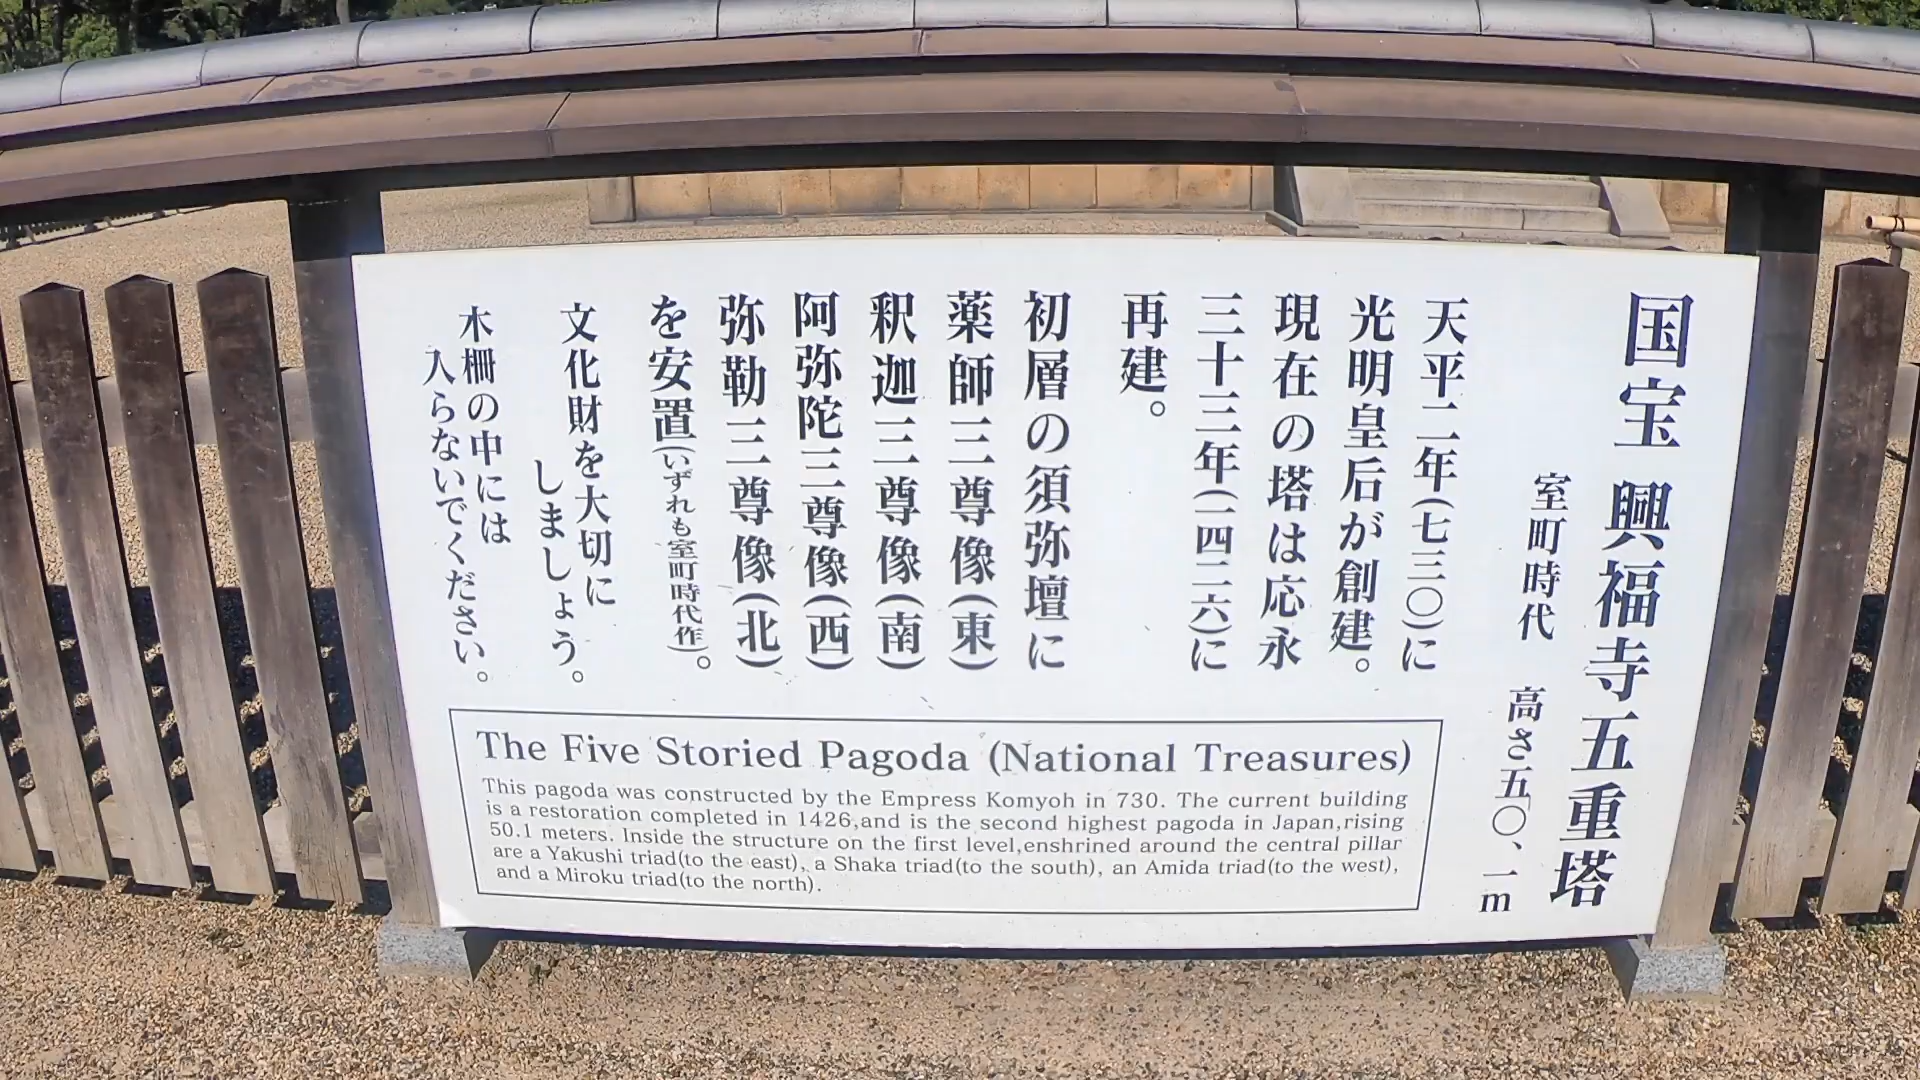 国宝 興福寺五重塔
室町時代 高さ五〇、一m
天平二年(七三〇)に
光明皇后が創建。
現在の塔は応永
三十三年(一四二六)に
再建。
初層の須弥壇に
薬師三尊像(東)
釈迦三尊像(南)
阿弥陀三尊像(西)
弥勒三尊像(北)
を安置(いずれも室町時代作)。
文化財を大切に
しましょう。
木柵の中には
入らないでください。
The Five Storied Pagoda (National Treasures)
This pagoda was constructed by the Empress Komyoh in 730. The current building
is a restoration completed in 1426,and is the second highest pagoda in Japan,rising
50.1 meters. Inside the structure on the first level,enshrined around the central pillar
are a Yakushi triad(to the east), a Shaka triad(to the south), an Amida triad(to the west),
and a Miroku triad(to the north).